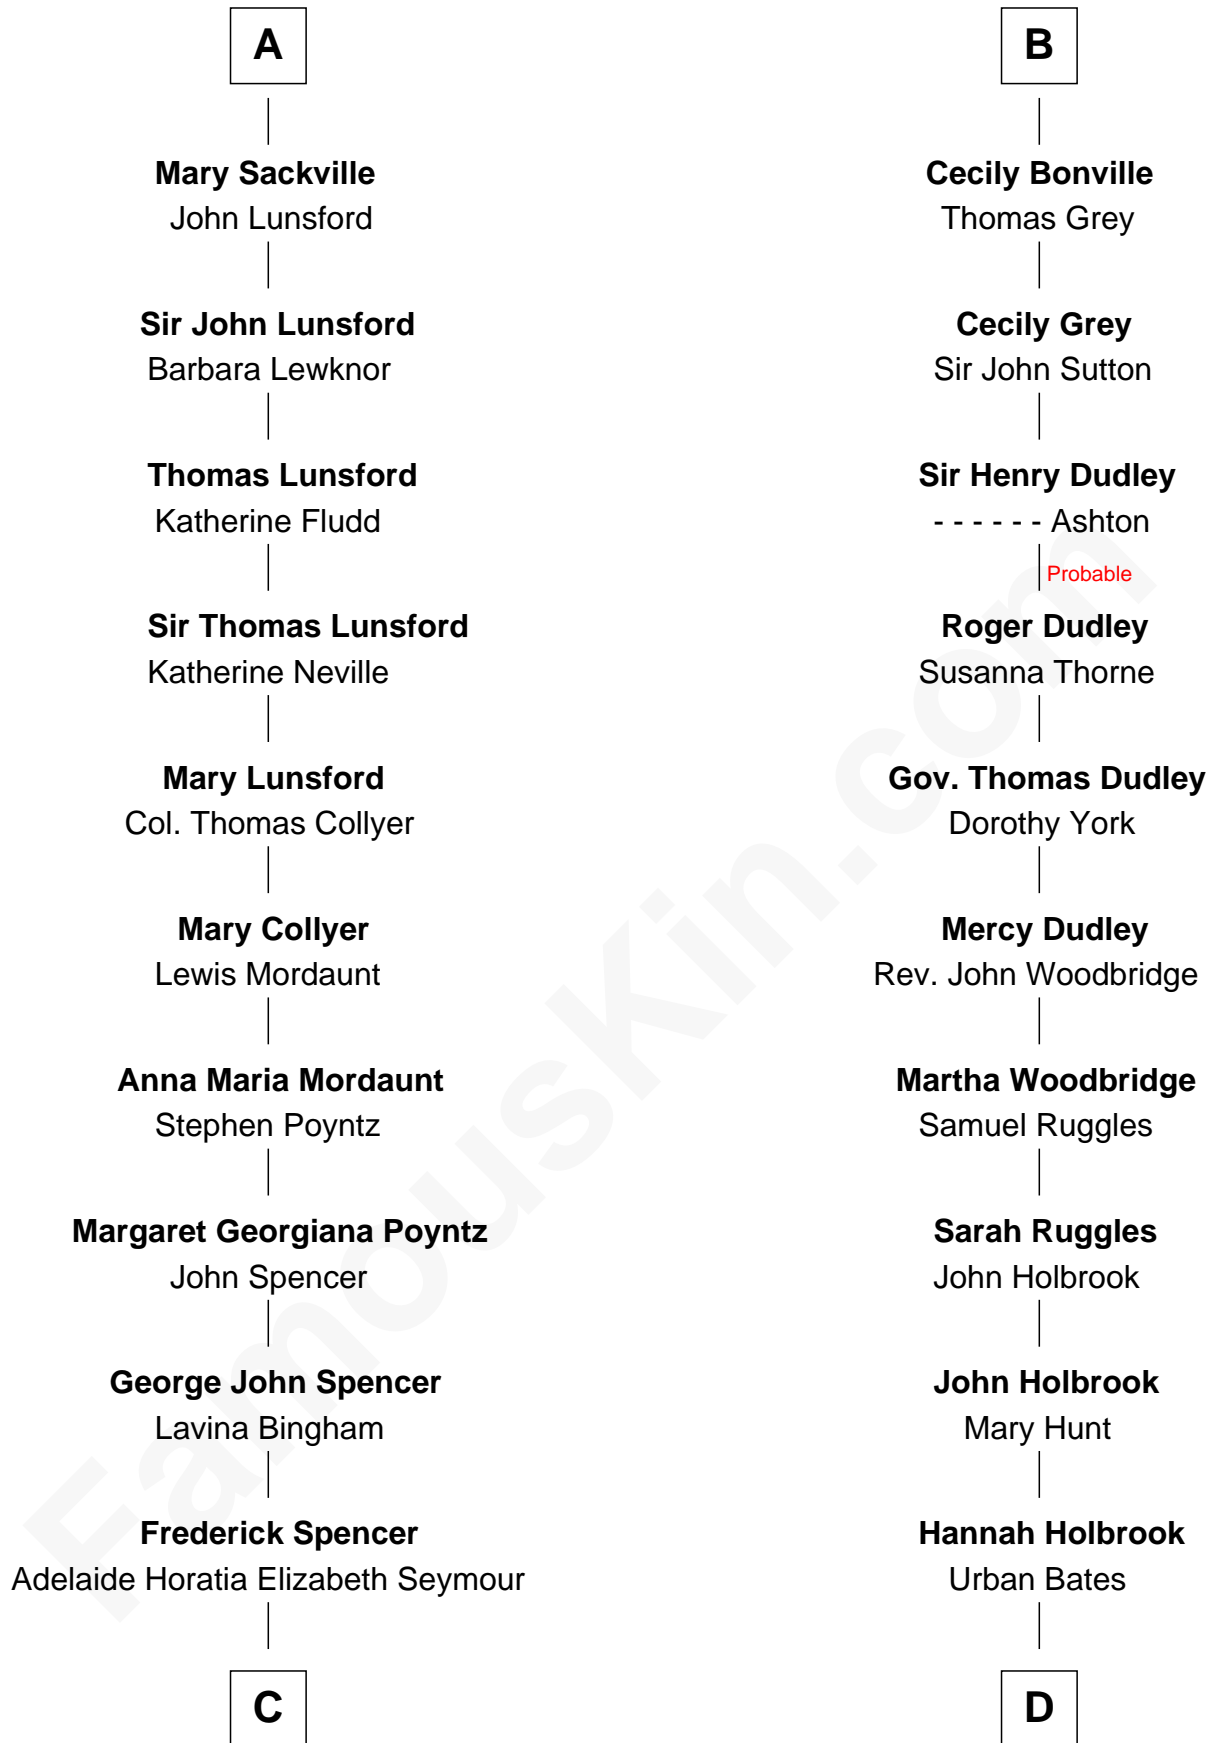 A
Mary Sackville
John Lunsford
Sir John Lunsford
Barbara Lewknor
Thomas Lunsford
Katherine Fludd
Sir Thomas Lunsford
Katherine Neville
Mary Lunsford
Col. Thomas Collyer
Mary Collyer
Lewis Mordaunt
Anna Maria Mordaunt
Stephen Poyntz
Margaret Georgiana Poyntz
John Spencer
George John Spencer
Lavina Bingham
Frederick Spencer
Adelaide Horatia Elizabeth Seymour
C
B
Cecily Bonville
Thomas Grey
Cecily Grey
Sir John Sutton
Sir Henry Dudley
- - - - - - Ashton
Probable
Roger Dudley
Susanna Thorne
Gov. Thomas Dudley
Dorothy York
Mercy Dudley
Rev. John Woodbridge
Martha Woodbridge
Samuel Ruggles
Sarah Ruggles
John Holbrook
John Holbrook
Mary Hunt
Hannah Holbrook
Urban Bates
D
FamousKin.com